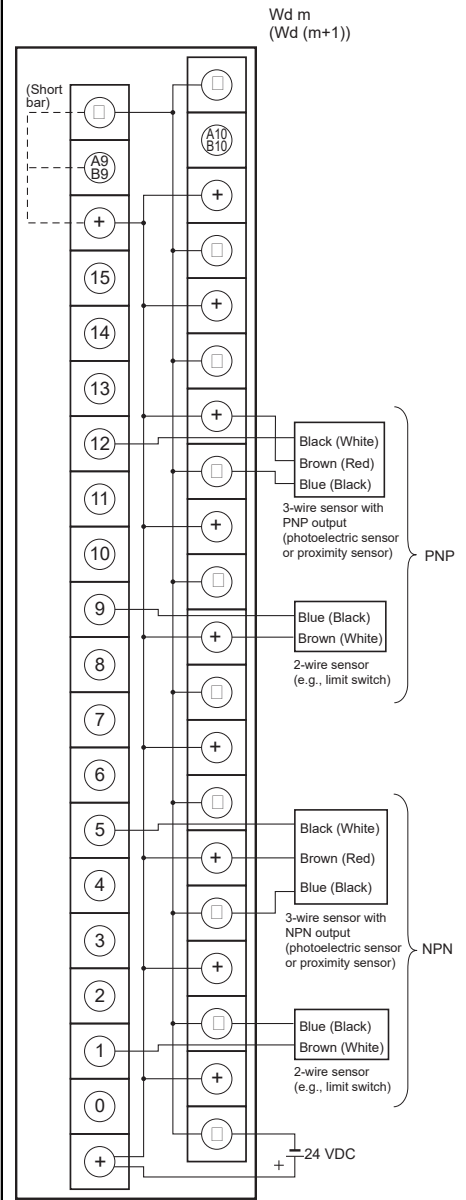 Wd m
(Wd (m+1))
(Short
bar)
A10
B10
A9
B9
+
+
15
+
14
13
+
12
Black (White)
Brown (Red)
Blue (Black)
11
3-wire sensor with
PNP output
(photoelectric sensor
or proximity sensor)
+
10
PNP
9
Blue (Black)
Brown (White)
+
8
2-wire sensor
(e.g., limit switch)
7
+
6
5
Black (White)
Brown (Red)
Blue (Black)
+
4
3-wire sensor with
NPN output
(photoelectric sensor
or proximity sensor)
3
NPN
+
2
Blue (Black)
Brown (White)
1
2-wire sensor
(e.g., limit switch)
+
0
24 VDC
+
+